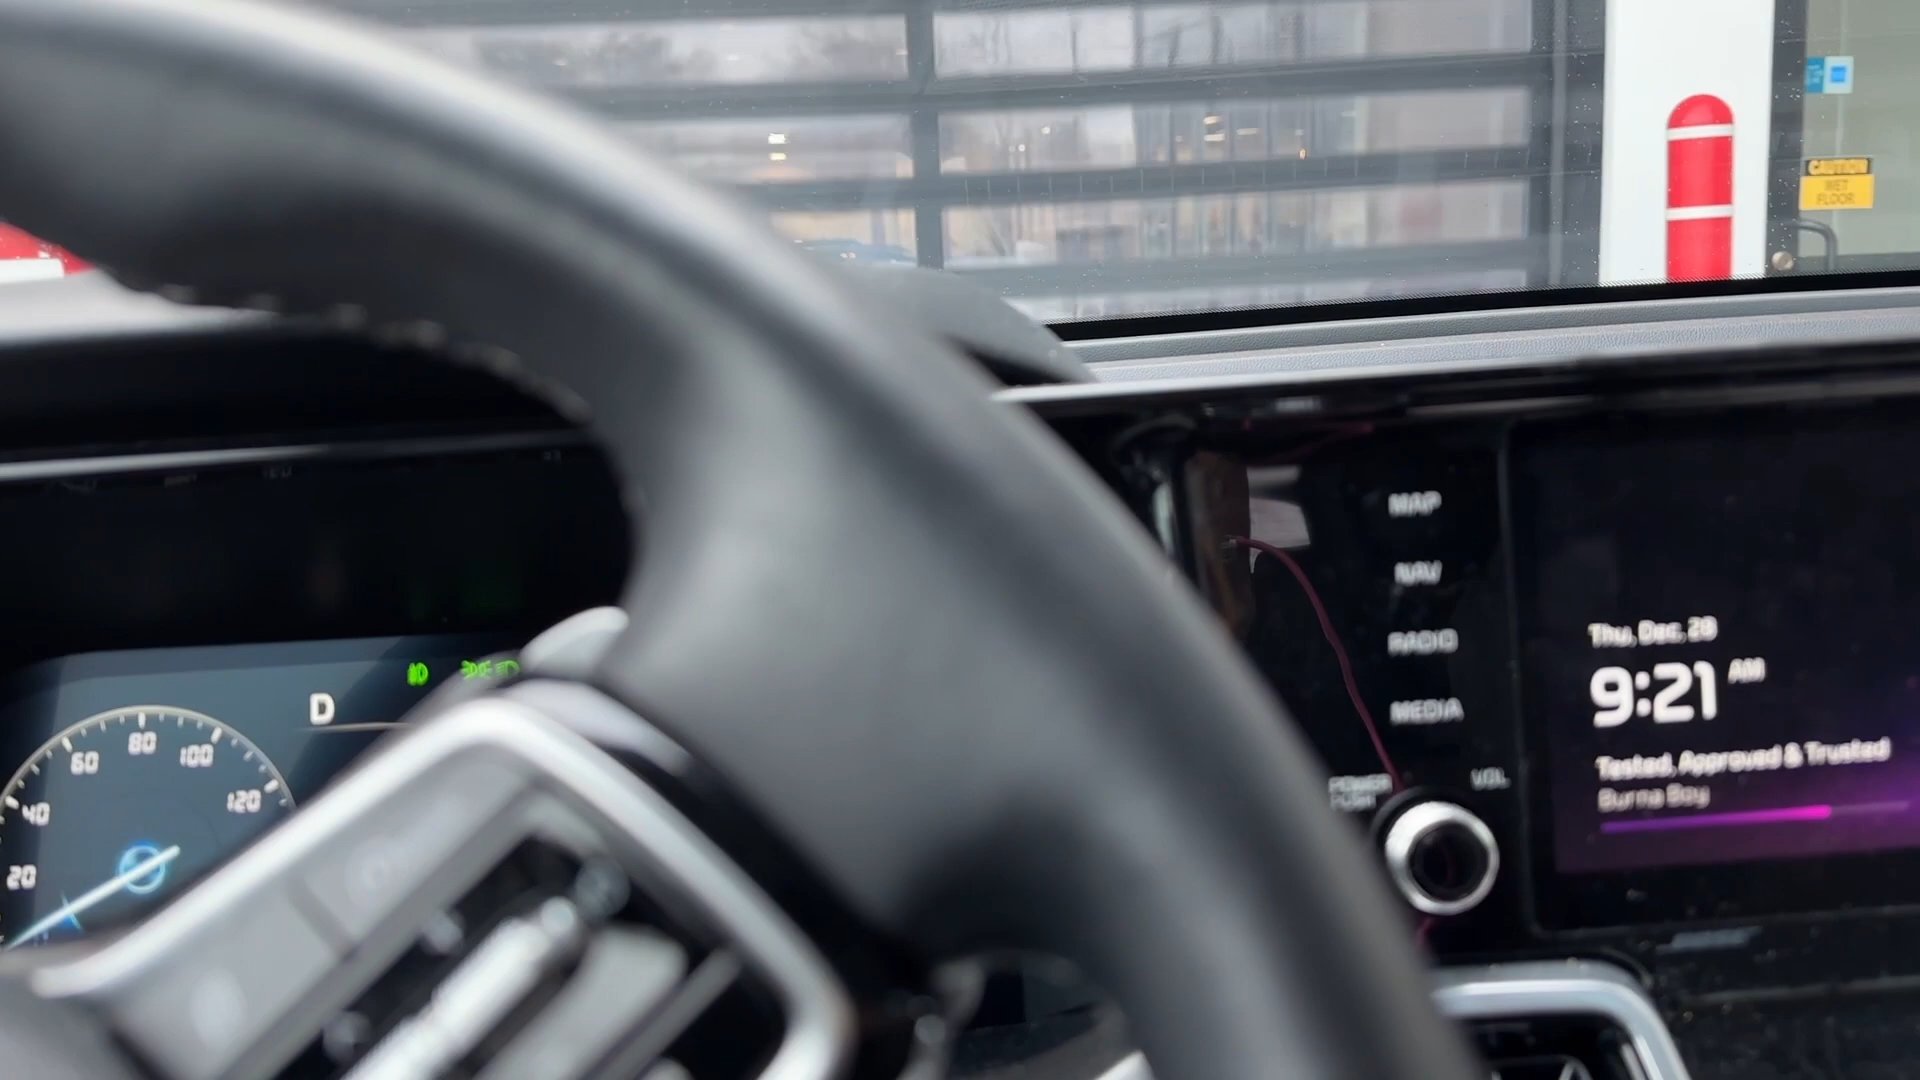 CAUTION
WET
FLOOR
MAP
NAV
RADIO
MEDIA
POWER
PUSH
VOL
Thu, Dec, 28
9:21 AM
Tested, Approved & Trusted
Burna Boy
D
20
40
60
80
100
120